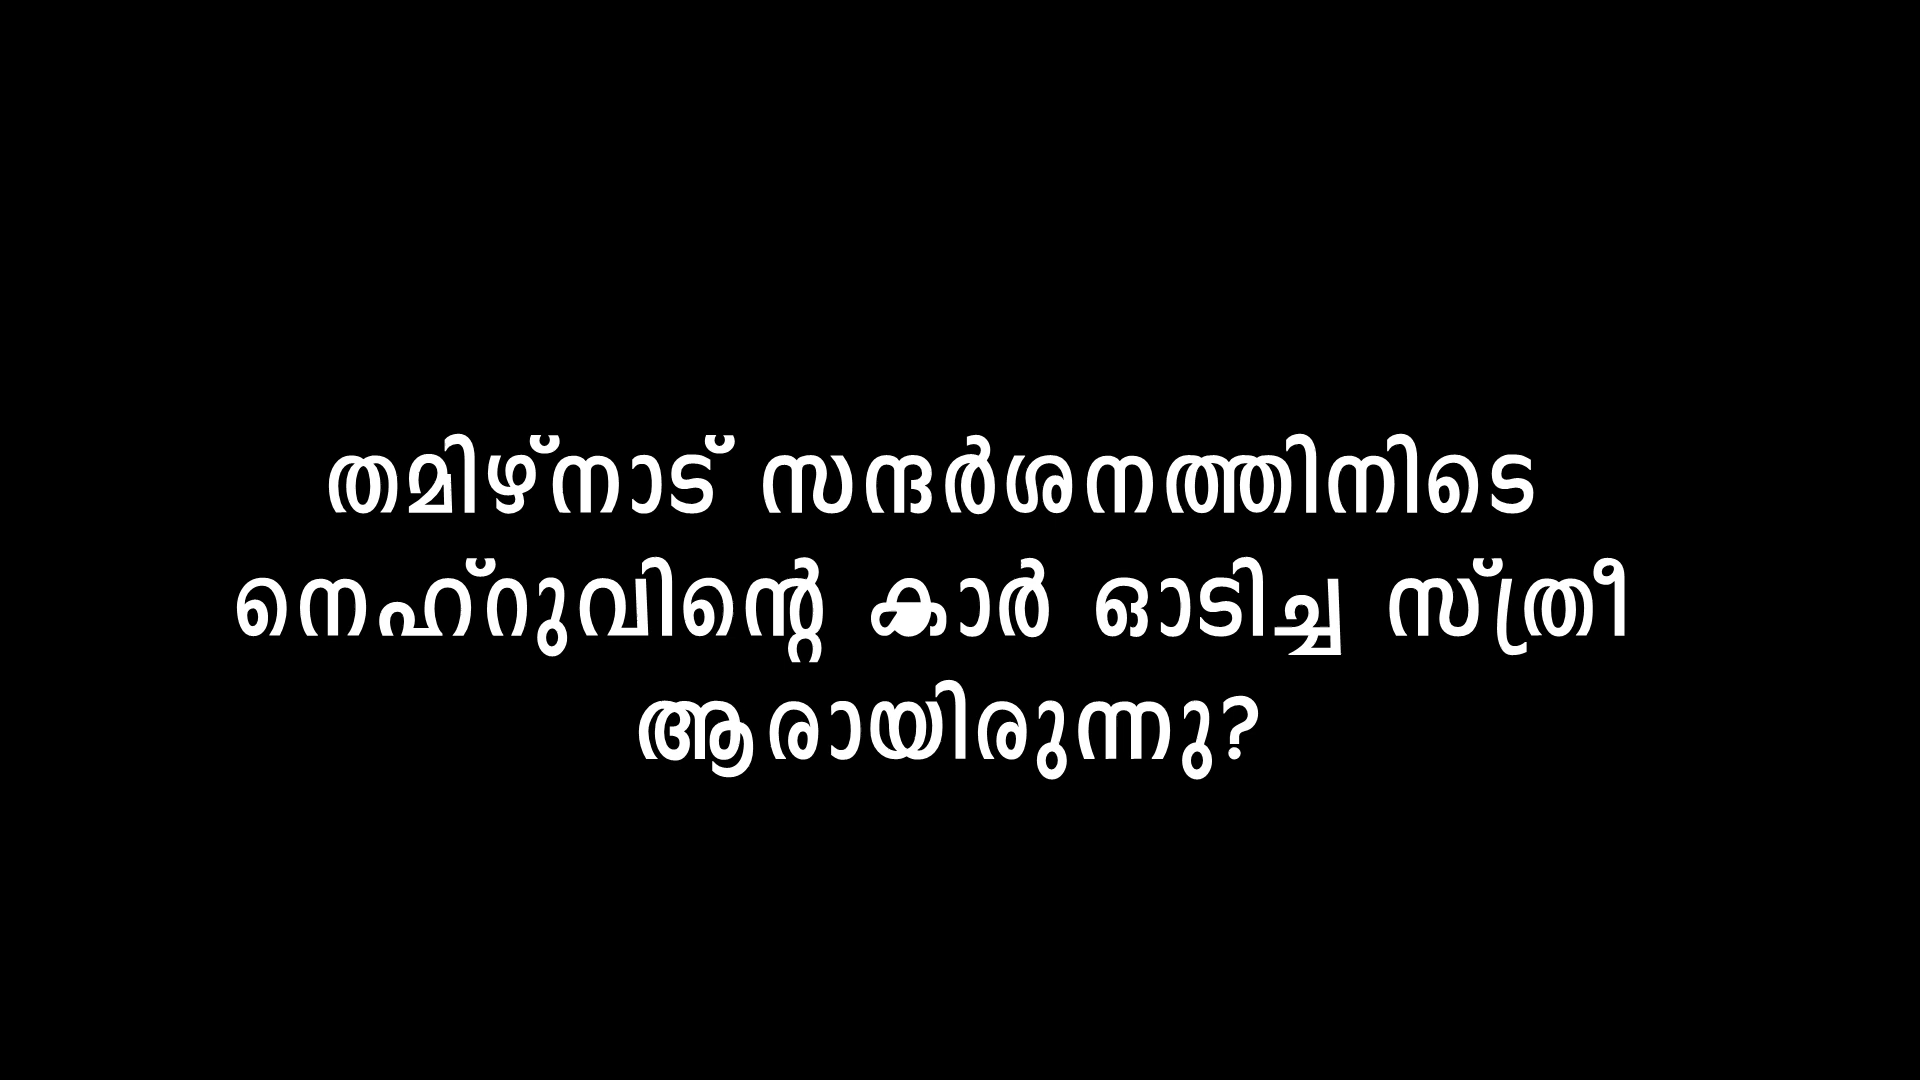 തമിഴ്നാട് സന്ദർശനത്തിനിടെ
നെഹ്റുവിന്റെ കാർ ഓടിച്ച സ്ത്രീ
ആരായിരുന്നു?